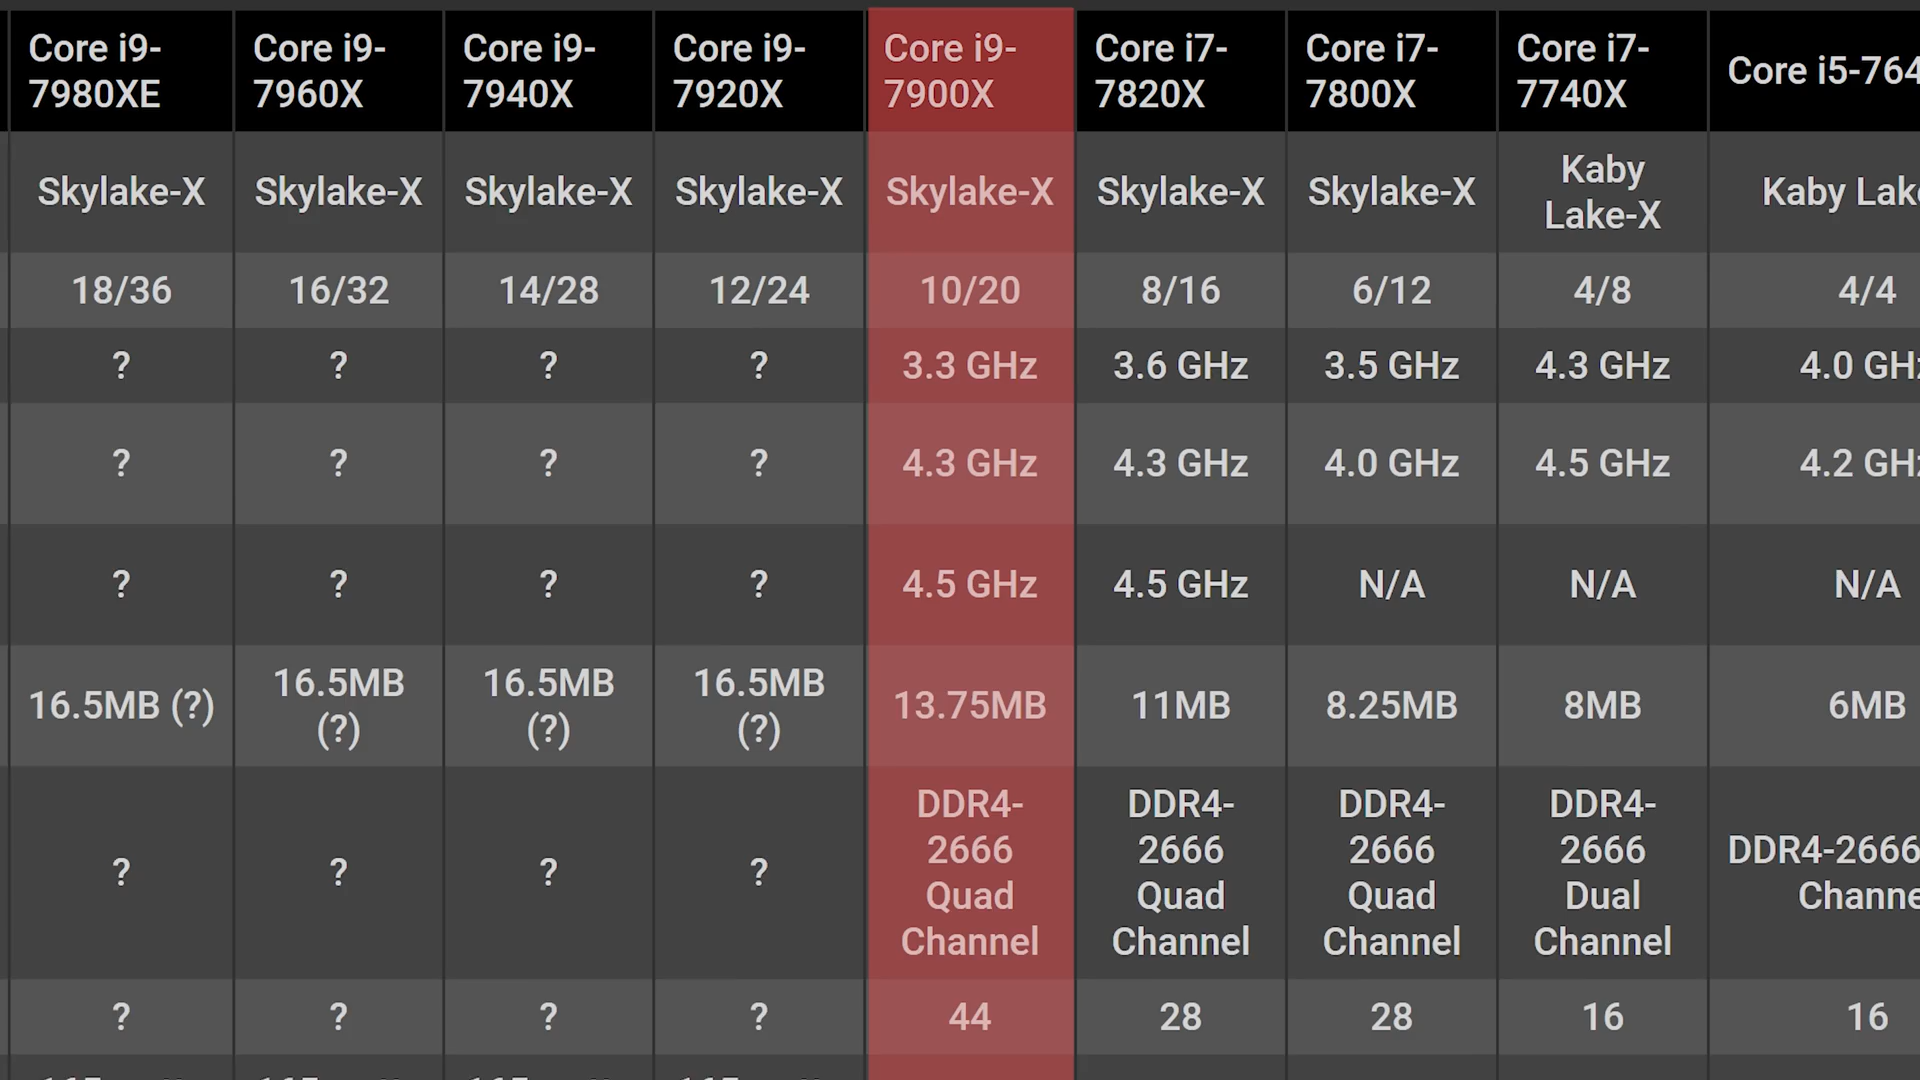 Core i9-
7980XE
Core i9-
7960X
Core i9-
7940X
Core i9-
7920X
Core i9-
7900X
Core i7-
7820X
Core i7-
7800X
Core i7-
7740X
Core i5-764
Skylake-X
Skylake-X
Skylake-X
Skylake-X
Skylake-X
Skylake-X
Skylake-X
Kaby
Lake-X
Kaby Lak
18/36
16/32
14/28
12/24
10/20
8/16
6/12
4/8
4/4
?
?
?
?
3.3 GHz
3.6 GHz
3.5 GHz
4.3 GHz
4.0 GHz
?
?
?
?
4.3 GHz
4.3 GHz
4.0 GHz
4.5 GHz
4.2 GHz
?
?
?
?
4.5 GHz
4.5 GHz
N/A
N/A
N/A
16.5MB (?)
16.5MB
(?)
16.5MB
(?)
16.5MB
(?)
13.75MB
11MB
8.25MB
8MB
6MB
?
?
?
?
DDR4-
2666
Quad
Channel
DDR4-
2666
Quad
Channel
DDR4-
2666
Quad
Channel
DDR4-
2666
Dual
Channel
DDR4-2666
Channe
?
?
?
?
44
28
28
16
16